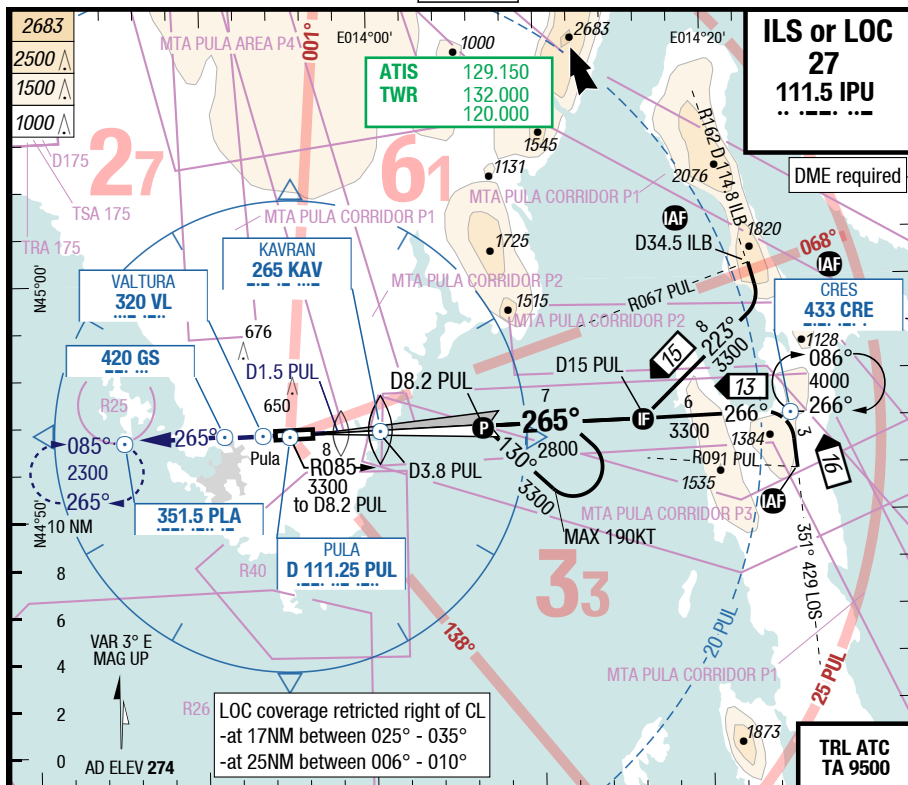 2683
2500
1500
1000
MTA PULA AREA P4
001°
E014°00'
1000
2683
E014°20'
ILS or LOC
27
111.5 IPU
ATIS 129.150
TWR 132.000
120.000
DME required
D175
TSA 175
TRA 175
27
61
1545
1131
MTA PULA CORRIDOR P1
R162 D 114.8 ILB
2076
MTA PULA CORRIDOR P1
IAF
D34.5 ILB
1820
068°
IAF
1725
N45°00'
VALTURA
320 VL
KAVRAN
265 KAV
MTA PULA CORRIDOR P2
R067 PUL
CRES
433 CRE
1515
MTA PULA CORRIDOR P2
676
420 GS
D1.5 PUL
D8.2 PUL
D15 PUL
15
8
223°
3300
1128
086°
4000
266°
13
R25
650
P
7
265°
2800
IF
6
3300
266°
3
085°
2300
265°
265°
Pula
8
R085
3300
to D8.2 PUL
D3.8 PUL
130°
3300
1384
R091 PUL
1535
16
IAF
351.5 PLA
N44°50'
10 NM
MTA PULA CORRIDOR P3
MAX 190KT
PULA
D 111.25 PUL
351° 429 LOS
8
R40
33
6
138°
20 PUL
VAR 3° E
MAG UP
4
MTA PULA CORRIDOR P1
25 PUL
2
R26
LOC coverage retricted right of CL
-at 17NM between 025° - 035°
-at 25NM between 006° - 010°
1873
0
AD ELEV 274
TRL ATC
TA 9500